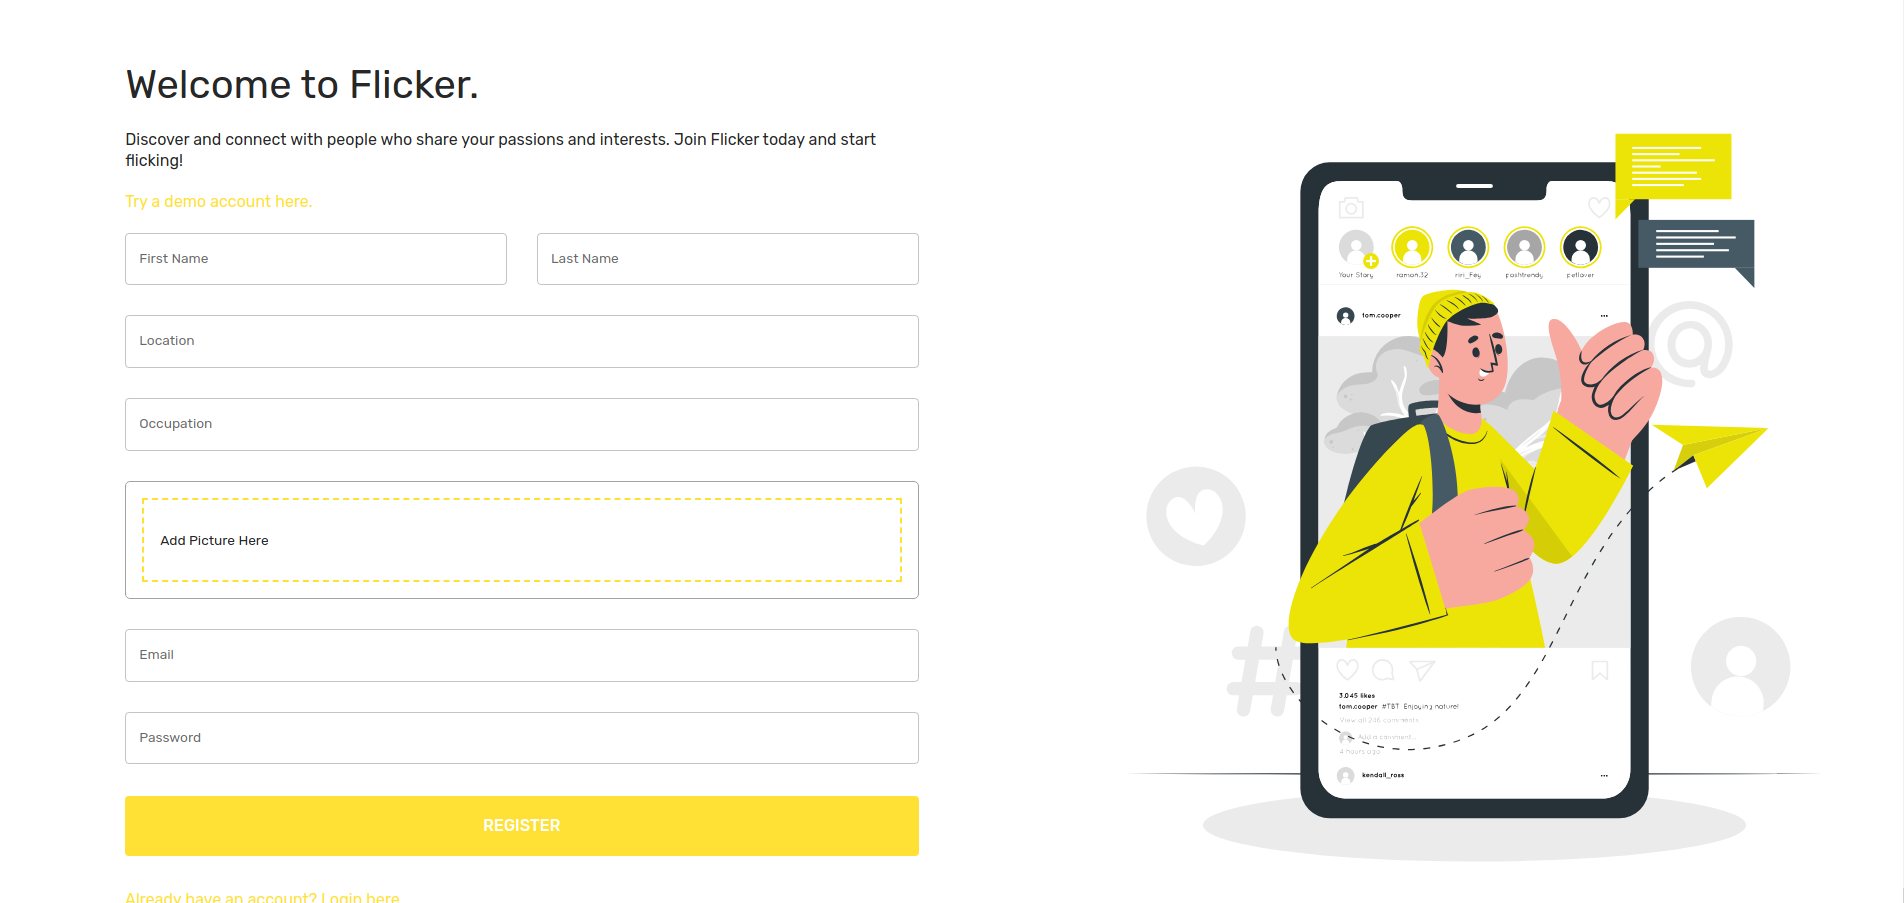 Welcome to Flicker.
Discover and connect with people who share your passions and interests. Join Flicker today and start
flicking!
Try a demo account here.
First Name
Last Name
Location
Occupation
Add Picture Here
Email
Password
REGISTER
Already have an account? Login here
Your Story
ramon.32
riri_Fey
poshtrendy
petlover
tom.cooper
3.045 likes
tom.cooper #TBT Enjoying nature!
View all 286 comments
Add a comment...
4 hours ago
kendall_ross